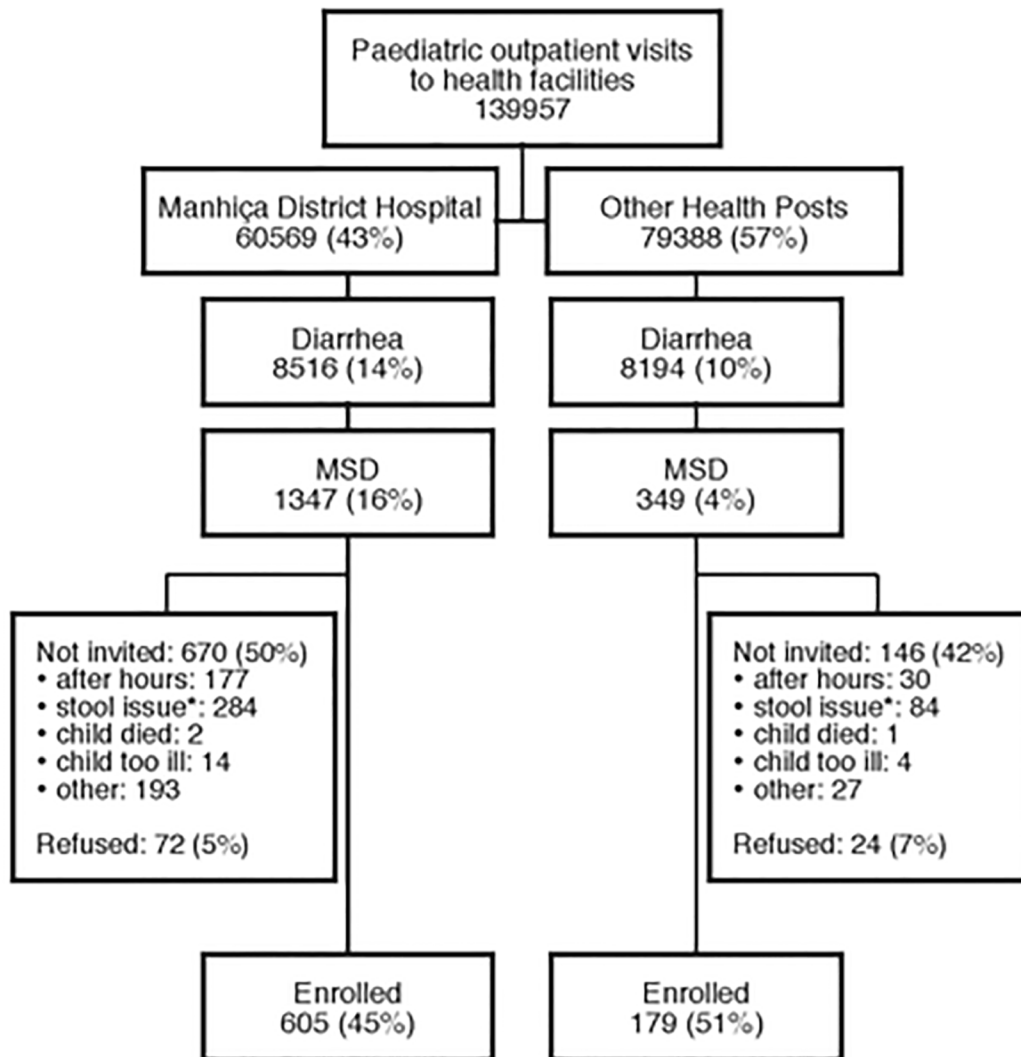 Paediatric outpatient visits
to health facilities
139957
Manhiça District Hospital
60569 (43%)
Other Health Posts
79388 (57%)
Diarrhea
8516 (14%)
Diarrhea
8194 (10%)
MSD
1347 (16%)
MSD
349 (4%)
Not invited: 670 (50%)
• after hours: 177
• stool issue*: 284
• child died: 2
• child too ill: 14
• other: 193
Refused: 72 (5%)
Not invited: 146 (42%)
• after hours: 30
• stool issue*: 84
• child died: 1
• child too ill: 4
• other: 27
Refused: 24 (7%)
Enrolled
605 (45%)
Enrolled
179 (51%)